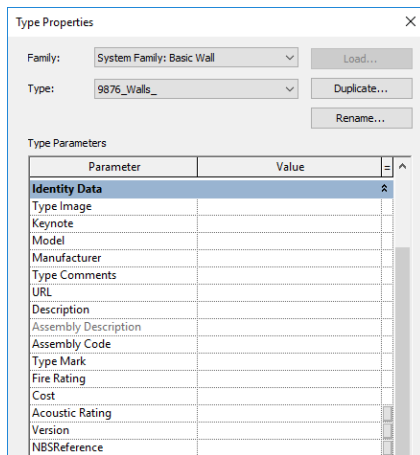 Type Properties
Family: System Family: Basic Wall Load...
Type: 9876_Walls_ Duplicate...
Rename...
Type Parameters
Parameter Value =
Identity Data
Type Image
Keynote
Model
Manufacturer
Type Comments
URL
Description
Assembly Description
Assembly Code
Type Mark
Fire Rating
Cost
Acoustic Rating
Version
NBSReference